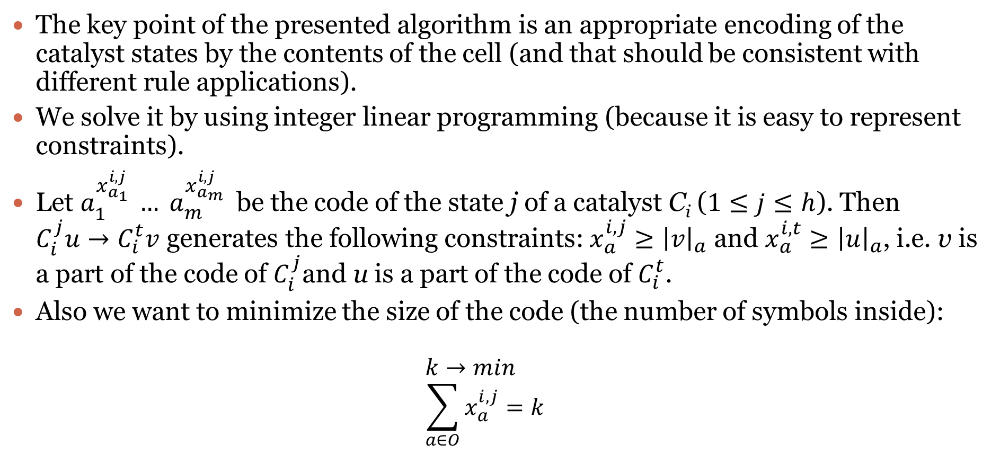 • The key point of the presented algorithm is an appropriate encoding of the
catalyst states by the contents of the cell (and that should be consistent with
different rule applications).
• We solve it by using integer linear programming (because it is easy to represent
constraints).
• Let $a_1^{x_{a_1}^{i,j}} \ldots a_m^{x_{a_m}^{i,j}}$ be the code of the state $j$ of a catalyst $C_i\,(1 \leq j \leq h)$. Then
$C_i^j u \to C_i^t v$ generates the following constraints: $x_a^{i,j} \geq |v|_a$ and $x_a^{i,t} \geq |u|_a$, i.e. $v$ is
a part of the code of $C_i^j$ and $u$ is a part of the code of $C_i^t$.
• Also we want to minimize the size of the code (the number of symbols inside):
$k \to min$
$\sum_{a \in O} x_a^{i,j} = k$